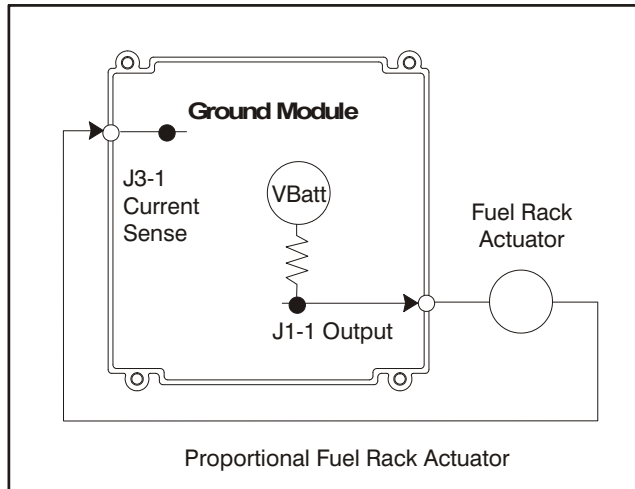 Ground Module
J3-1
Current
Sense
VBatt
Fuel Rack
Actuator
J1-1 Output
Proportional Fuel Rack Actuator